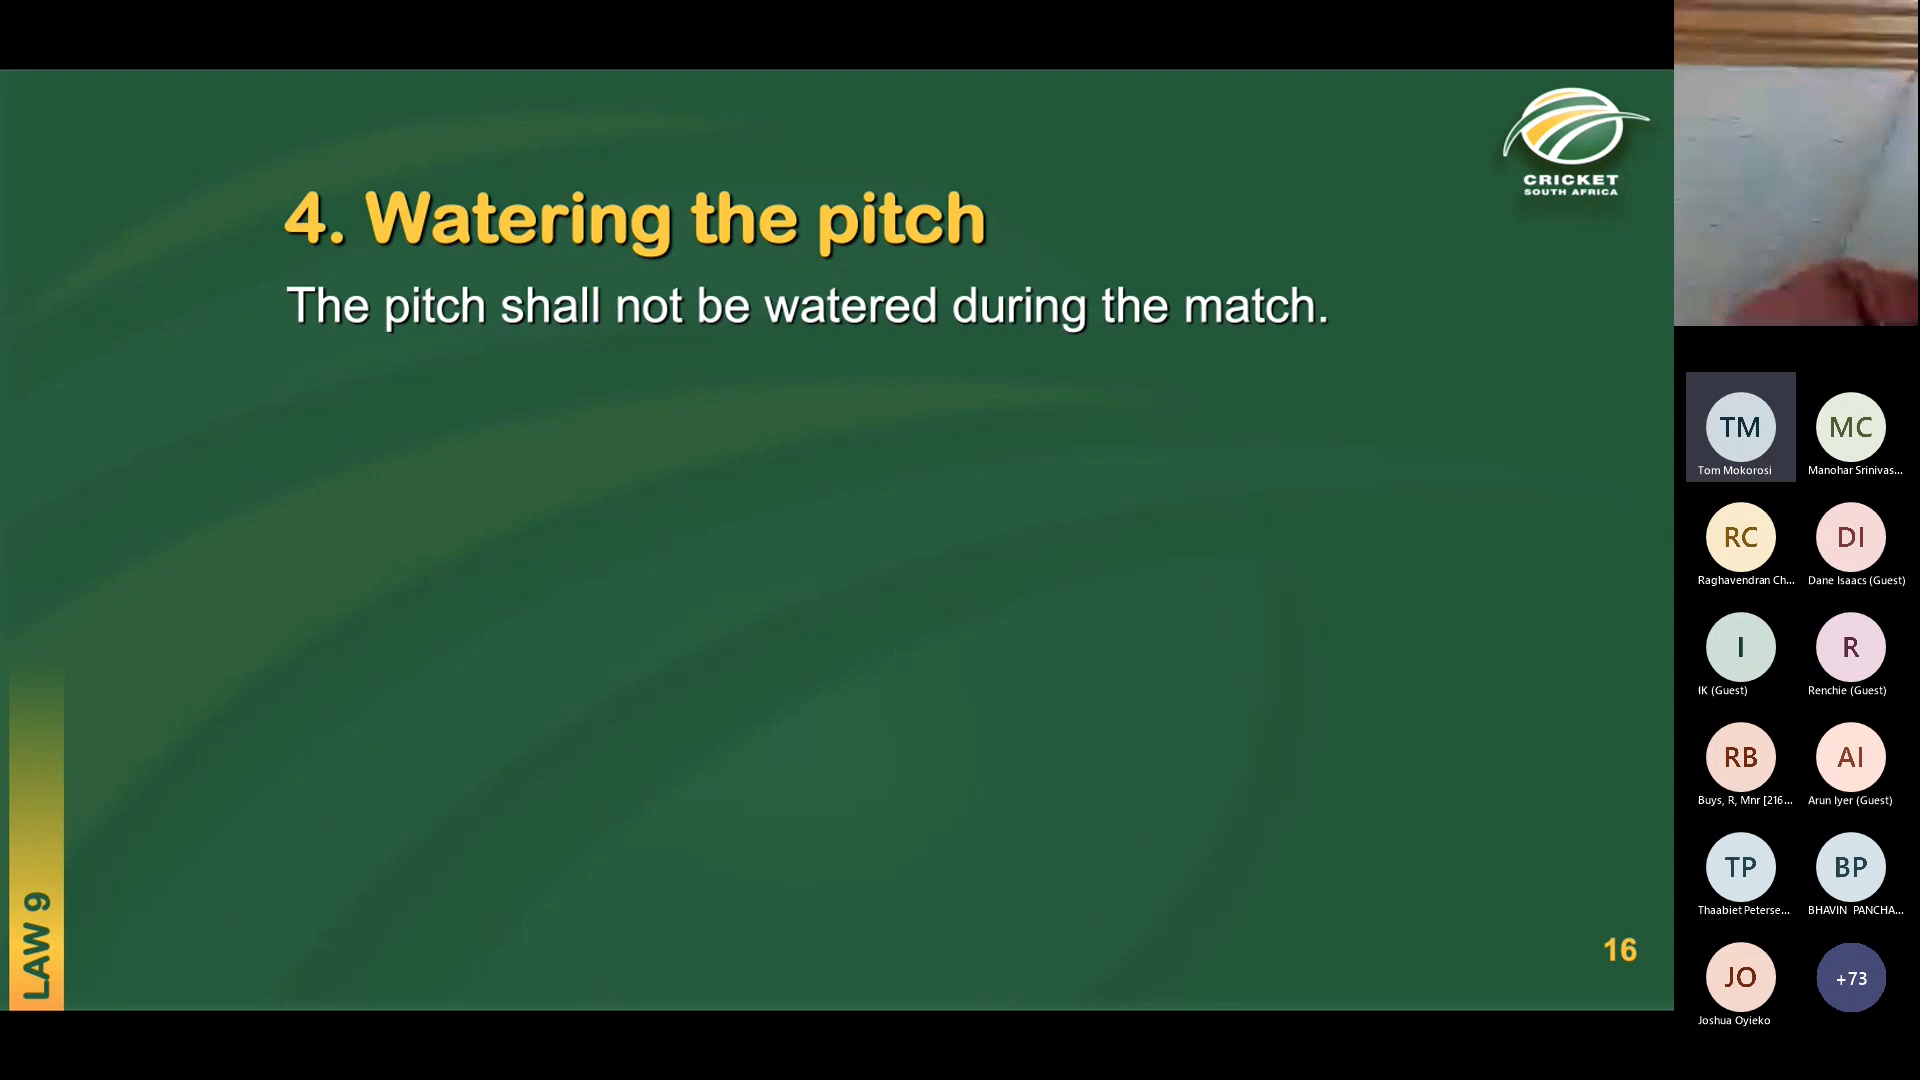 CRICKET
SOUTH AFRICA
4. Watering the pitch
The pitch shall not be watered during the match.
LAW 9
16
TM
Tom Mokorosi
MC
Manohar Srinivas...
RC
Raghavendran Ch...
DI
Dane Isaacs (Guest)
I
IK (Guest)
R
Renchie (Guest)
RB
Buys, R, Mnr [216...
AI
Arun Iyer (Guest)
TP
Thaabiet Peterse...
BP
BHAVIN PANCHA...
JO
Joshua Oyieko
+73